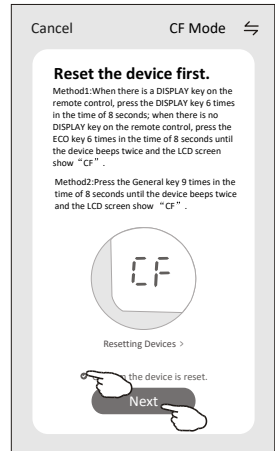 Cancel CF Mode
Reset the device first.
Method1:When there is a DISPLAY key on the
remote control, press the DISPLAY key 6 times
in the time of 8 seconds; when there is no
DISPLAY key on the remote control, press the
ECO key 6 times in the time of 8 seconds until
the device beeps twice and the LCD screen
show “CF”.
Method2:Press the General key 9 times in the
time of 8 seconds until the device beeps twice
and the LCD screen show “CF”.
CF
Resetting Devices >
the device is reset.
Next